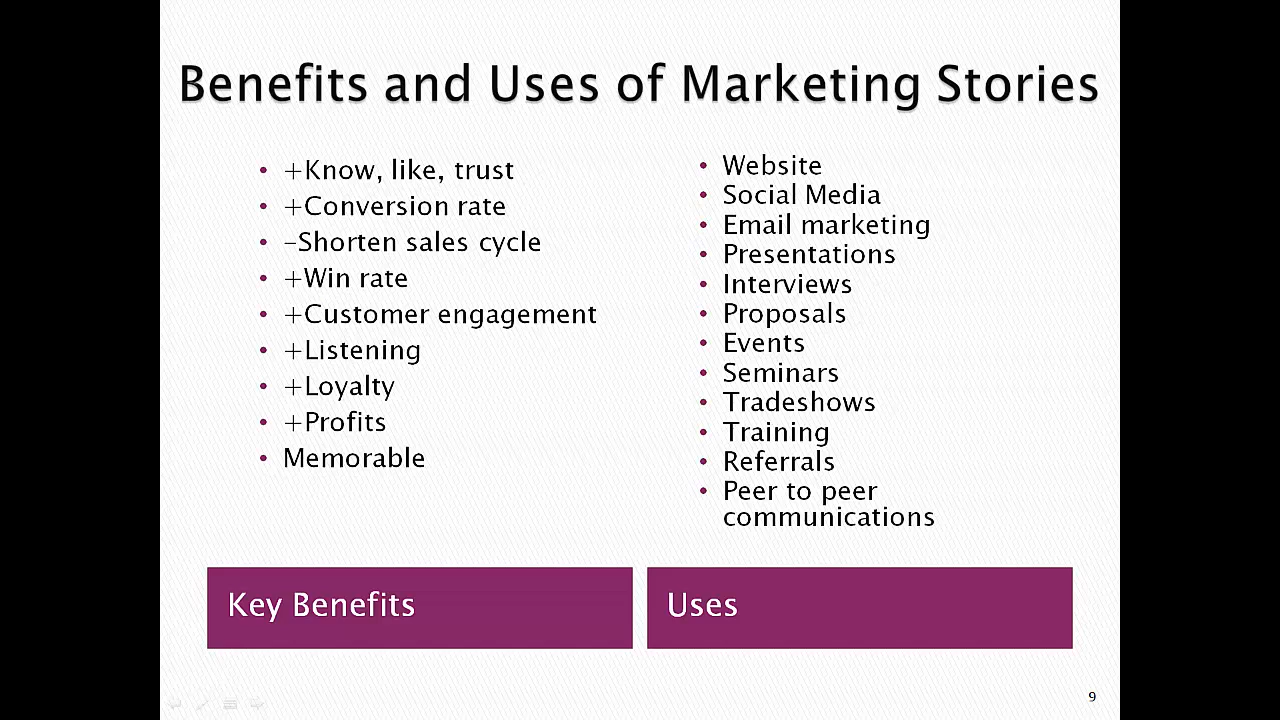 Benefits and Uses of Marketing Stories
• +Know, like, trust
• +Conversion rate
• -Shorten sales cycle
• +Win rate
• +Customer engagement
• +Listening
• +Loyalty
• +Profits
• Memorable
Key Benefits
• Website
• Social Media
• Email marketing
• Presentations
• Interviews
• Proposals
• Events
• Seminars
• Tradeshows
• Training
• Referrals
• Peer to peer
communications
Uses
9